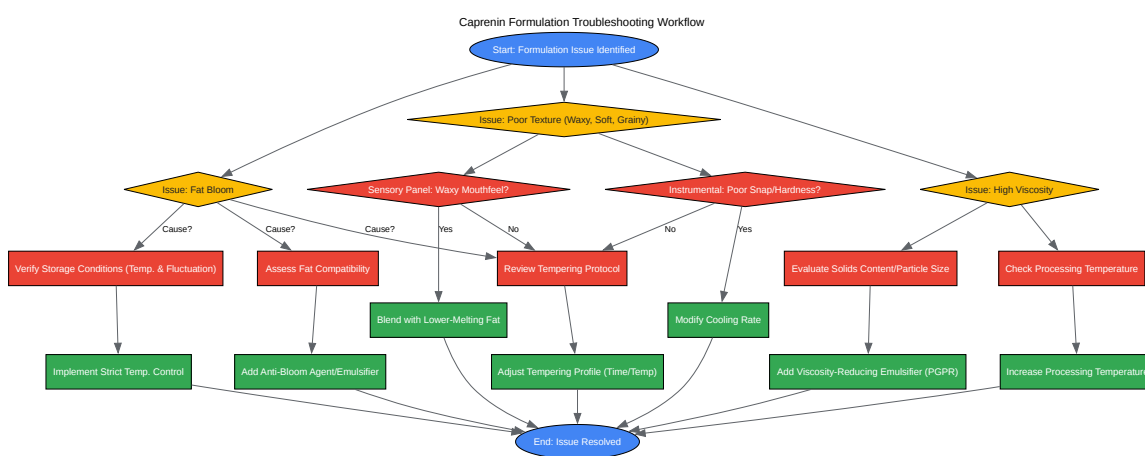 Caprenin Formulation Troubleshooting Workflow
Start: Formulation Issue Identified
Issue: Poor Texture (Waxy, Soft, Grainy)
Issue: Fat Bloom
Sensory Panel: Waxy Mouthfeel?
Instrumental: Poor Snap/Hardness?
Issue: High Viscosity
Cause?
Cause?
Cause?
Yes
No
No
Yes
Verify Storage Conditions (Temp. & Fluctuation)
Assess Fat Compatibility
Review Tempering Protocol
Evaluate Solids Content/Particle Size
Check Processing Temperature
Blend with Lower-Melting Fat
Modify Cooling Rate
Implement Strict Temp. Control
Add Anti-Bloom Agent/Emulsifier
Adjust Tempering Profile (Time/Temp)
Add Viscosity-Reducing Emulsifier (PGPR)
Increase Processing Temperature
End: Issue Resolved